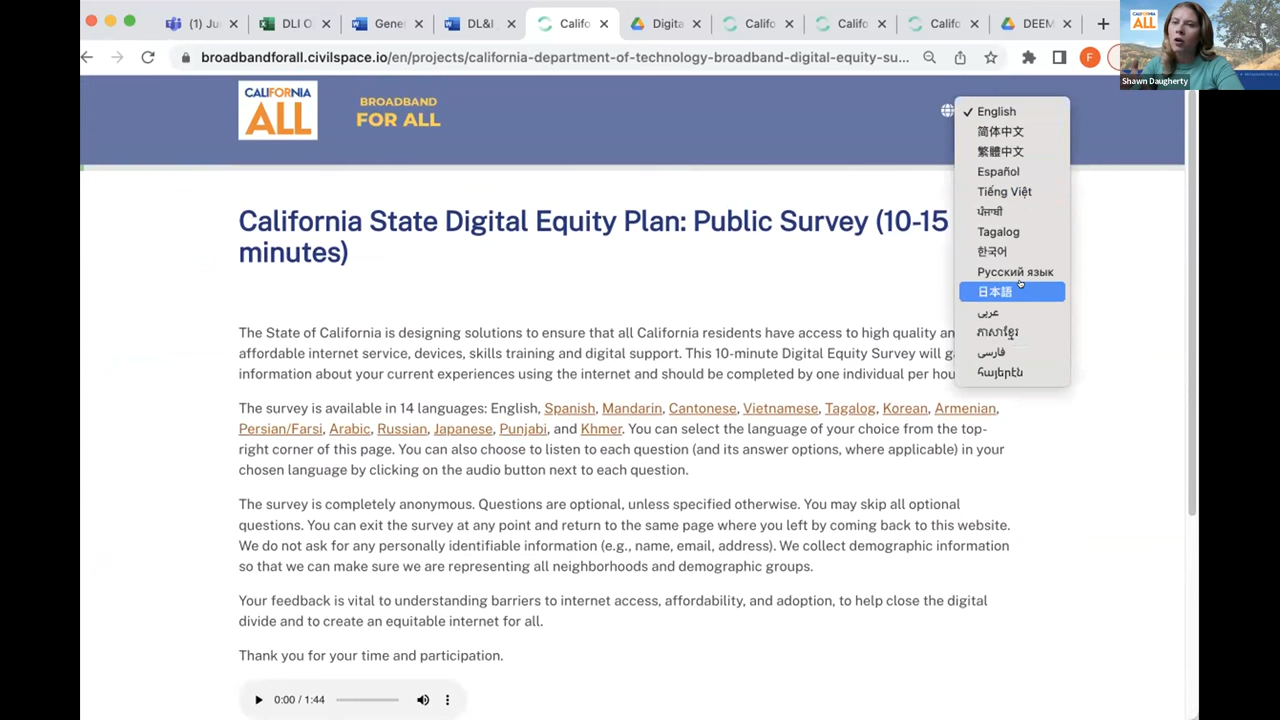 (1) Ju
DLI O
Gene
DL&I
Califo
Digita
Califo
Califo
Califo
DEEM
CALIFORNIA
ALL
Shawn Daugherty
broadbandforall.civilspace.io/en/projects/california-department-of-technology-broadband-digital-equity-su...
F
CALIFORNIA
ALL
BROADBAND
FOR ALL
English
简体中文
繁體中文
Español
Tiếng Việt
ਪੰਜਾਬੀ
Tagalog
한국어
Русский язык
日本語
عربى
ភាសាខ្មែរ
فارسی
հայերէն
California State Digital Equity Plan: Public Survey (10-15
minutes)
The State of California is designing solutions to ensure that all California residents have access to high quality an
affordable internet service, devices, skills training and digital support. This 10-minute Digital Equity Survey will g
information about your current experiences using the internet and should be completed by one individual per hou
The survey is available in 14 languages: English, Spanish, Mandarin, Cantonese, Vietnamese, Tagalog, Korean, Armenian,
Persian/Farsi, Arabic, Russian, Japanese, Punjabi, and Khmer. You can select the language of your choice from the top-
right corner of this page. You can also choose to listen to each question (and its answer options, where applicable) in your
chosen language by clicking on the audio button next to each question.
The survey is completely anonymous. Questions are optional, unless specified otherwise. You may skip all optional
questions. You can exit the survey at any point and return to the same page where you left by coming back to this website.
We do not ask for any personally identifiable information (e.g., name, email, address). We collect demographic information
so that we can make sure we are representing all neighborhoods and demographic groups.
Your feedback is vital to understanding barriers to internet access, affordability, and adoption, to help close the digital
divide and to create an equitable internet for all.
Thank you for your time and participation.
0:00 / 1:44